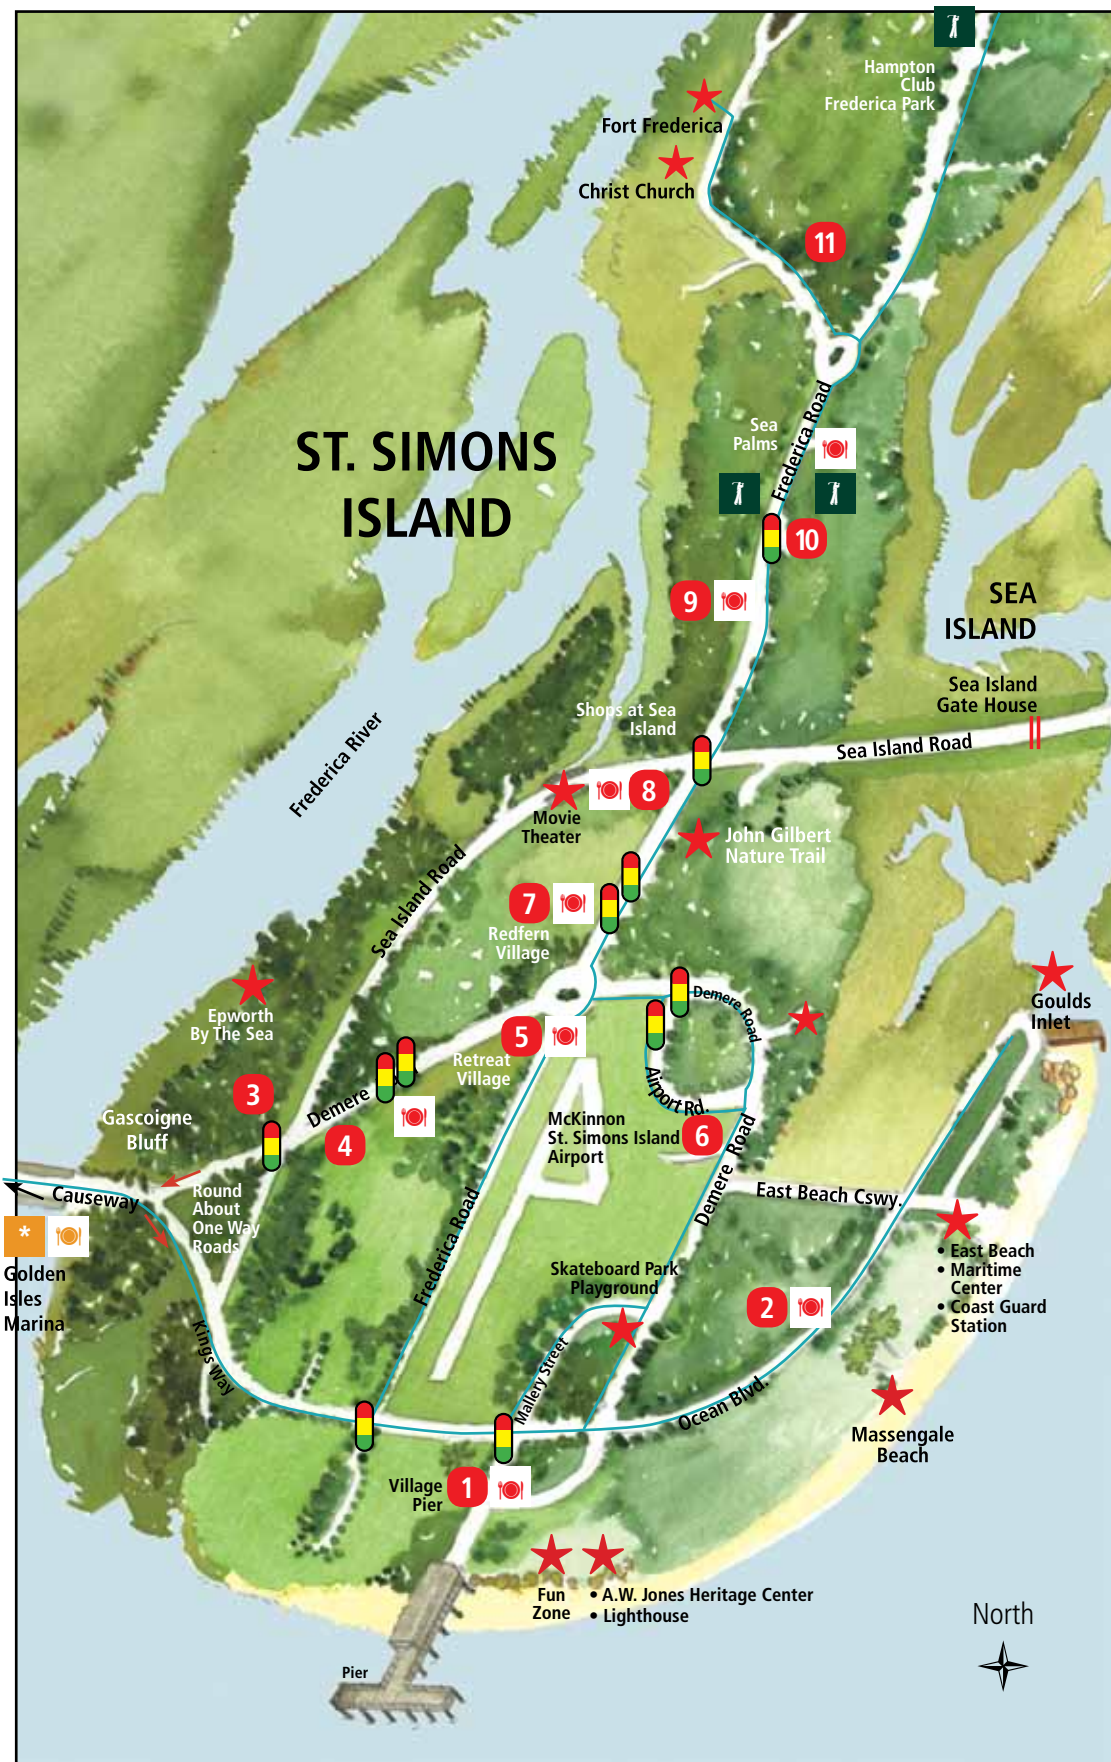 Hampton
Club
Frederica Park
Fort Frederica
Christ Church
11
ST. SIMONS
ISLAND
Sea
Palms
Frederica Road
10
9
SEA
ISLAND
Sea Island
Gate House
Shops at Sea
Island
Sea Island Road
Frederica River
8
Movie
Theater
John Gilbert
Nature Trail
Sea Island Road
7
Redfern
Village
Epworth
By The Sea
Demere Road
Goulds
Inlet
5
Retreat
Village
3
Demere
4
Gascoigne
Bluff
Airport Rd.
McKinnon
St. Simons Island
Airport
6
Demere Road
Causeway
Round
About
One Way
Roads
East Beach Cswy.
*
Golden
Isles
Marina
Frederica Road
• East Beach
• Maritime
Center
• Coast Guard
Station
Skateboard Park
Playground
2
Kings Way
Mallery Street
Ocean Blvd.
Massengale
Beach
Village
Pier
1
Fun
Zone
• A.W. Jones Heritage Center
• Lighthouse
North
Pier